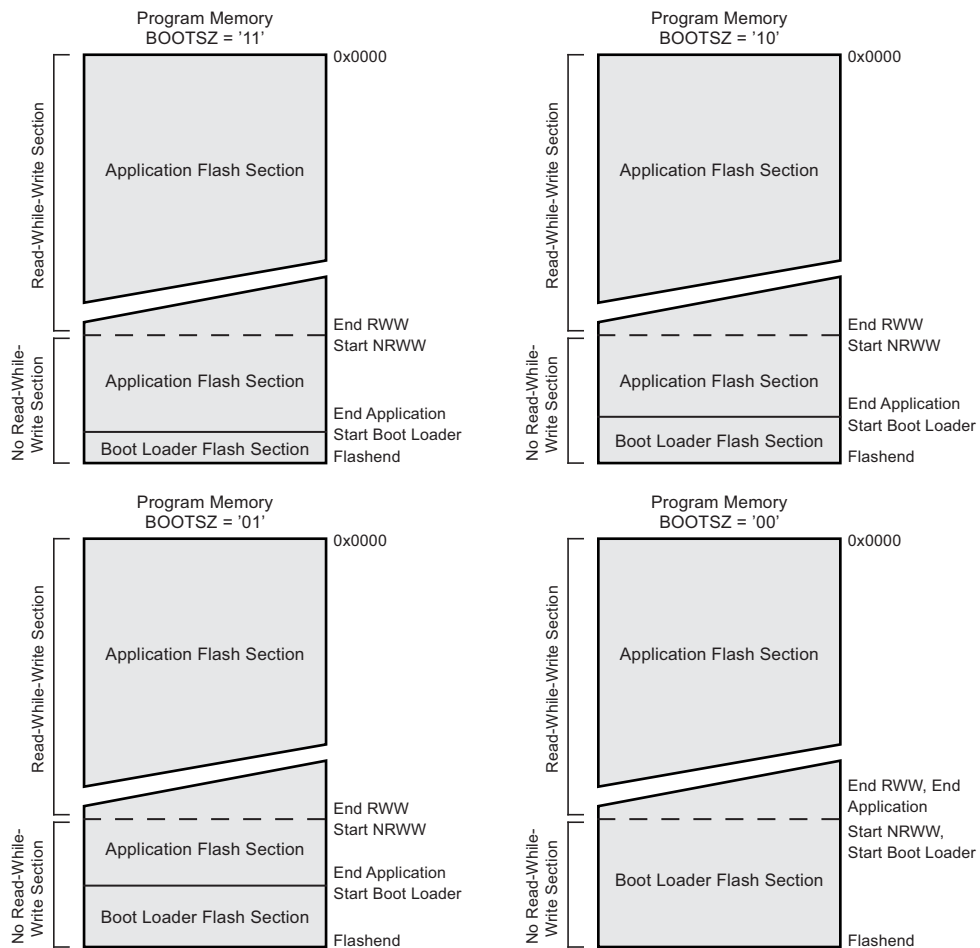 Program Memory
BOOTSZ = '11'
0x0000
Read-While-Write Section
Application Flash Section
End RWW
Start NRWW
No Read-While-
Write Section
Application Flash Section
End Application
Start Boot Loader
Boot Loader Flash Section
Flashend
Program Memory
BOOTSZ = '10'
0x0000
Read-While-Write Section
Application Flash Section
End RWW
Start NRWW
No Read-While-
Write Section
Application Flash Section
End Application
Start Boot Loader
Boot Loader Flash Section
Flashend
Program Memory
BOOTSZ = '01'
0x0000
Read-While-Write Section
Application Flash Section
End RWW
Start NRWW
No Read-While-
Write Section
Application Flash Section
End Application
Start Boot Loader
Boot Loader Flash Section
Flashend
Program Memory
BOOTSZ = '00'
0x0000
Read-While-Write Section
Application Flash Section
End RWW, End
Application
Start NRWW,
Start Boot Loader
No Read-While-
Write Section
Boot Loader Flash Section
Flashend